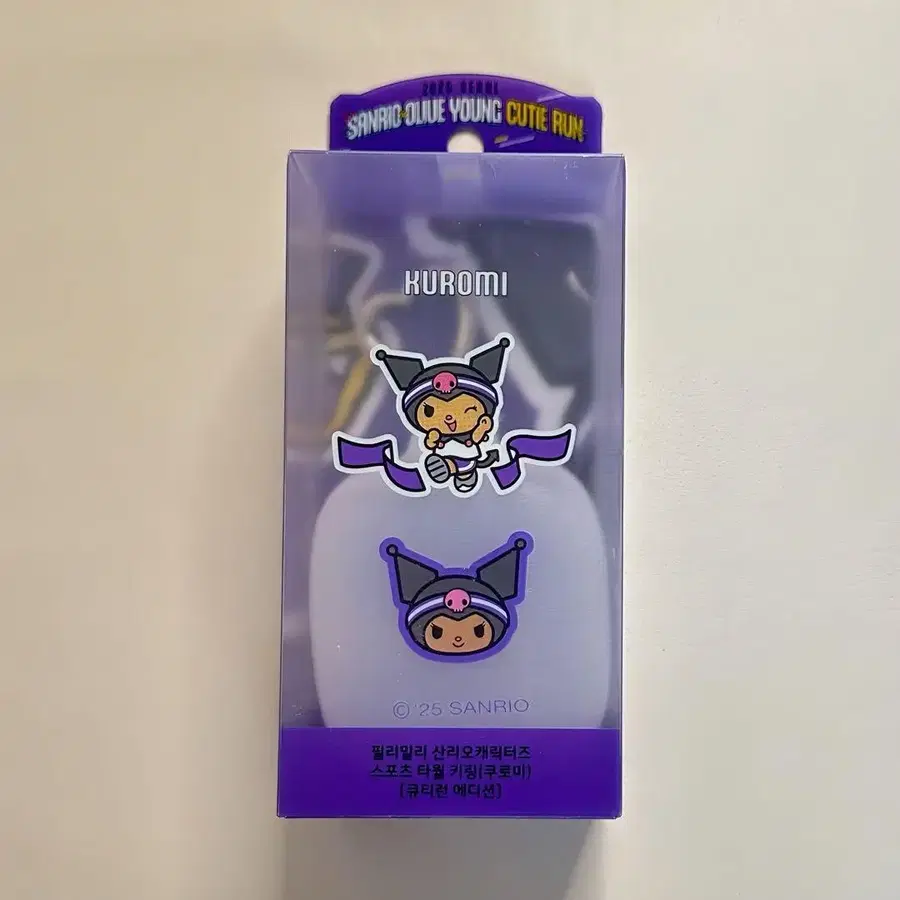 2025 SEOUL
SANRIO OLIVE YOUNG CUTIE RUN
KUROMI
© '25 SANRIO
필리밀리 산리오캐릭터즈
스포츠 타월 키링(쿠로미)
[큐티런 에디션]